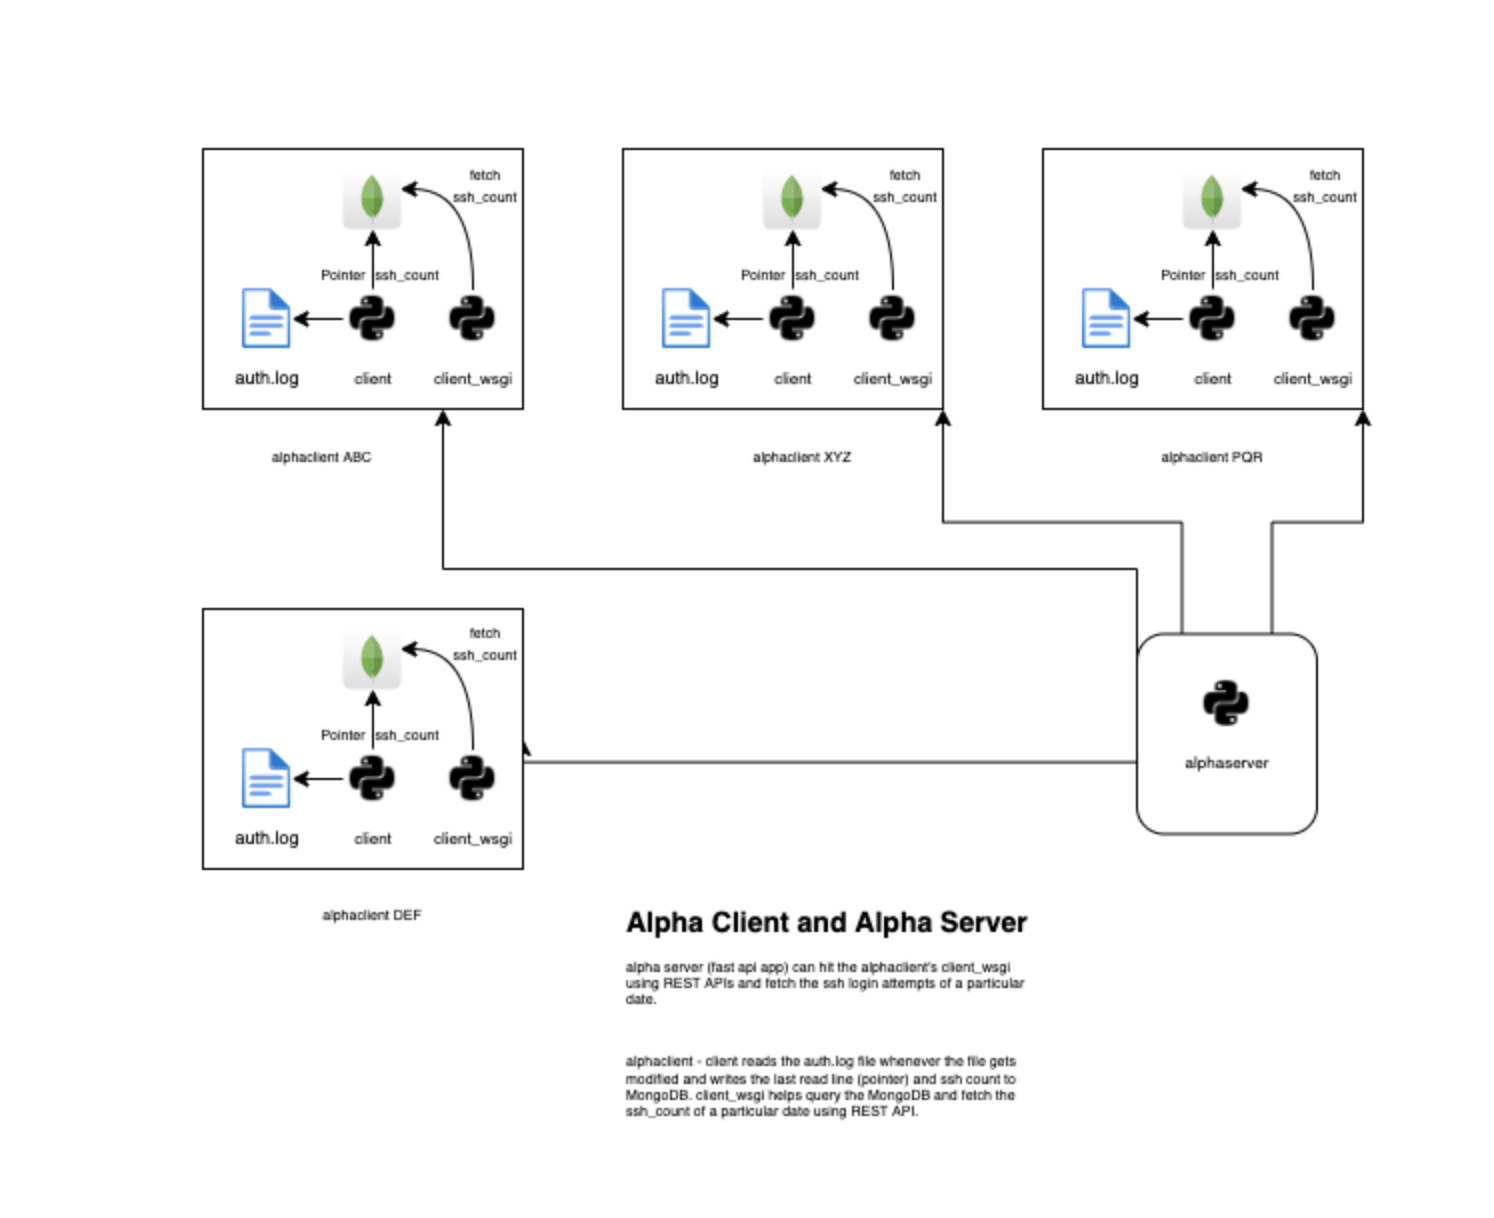 fetch
ssh_count
Pointer ssh_count
auth.log client client_wsgi
alphaclient ABC
fetch
ssh_count
Pointer ssh_count
auth.log client client_wsgi
alphaclient XYZ
fetch
ssh_count
Pointer ssh_count
auth.log client client_wsgi
alphaclient PQR
fetch
ssh_count
Pointer ssh_count
auth.log client client_wsgi
alphaclient DEF
alphaserver
Alpha Client and Alpha Server
alpha server (fast api app) can hit the alphaclient's client_wsgi
using REST APIs and fetch the ssh login attempts of a particular
date.
alphaclient - client reads the auth.log file whenever the file gets
modified and writes the last read line (pointer) and ssh count to
MongoDB. client_wsgi helps query the MongoDB and fetch the
ssh_count of a particular date using REST API.